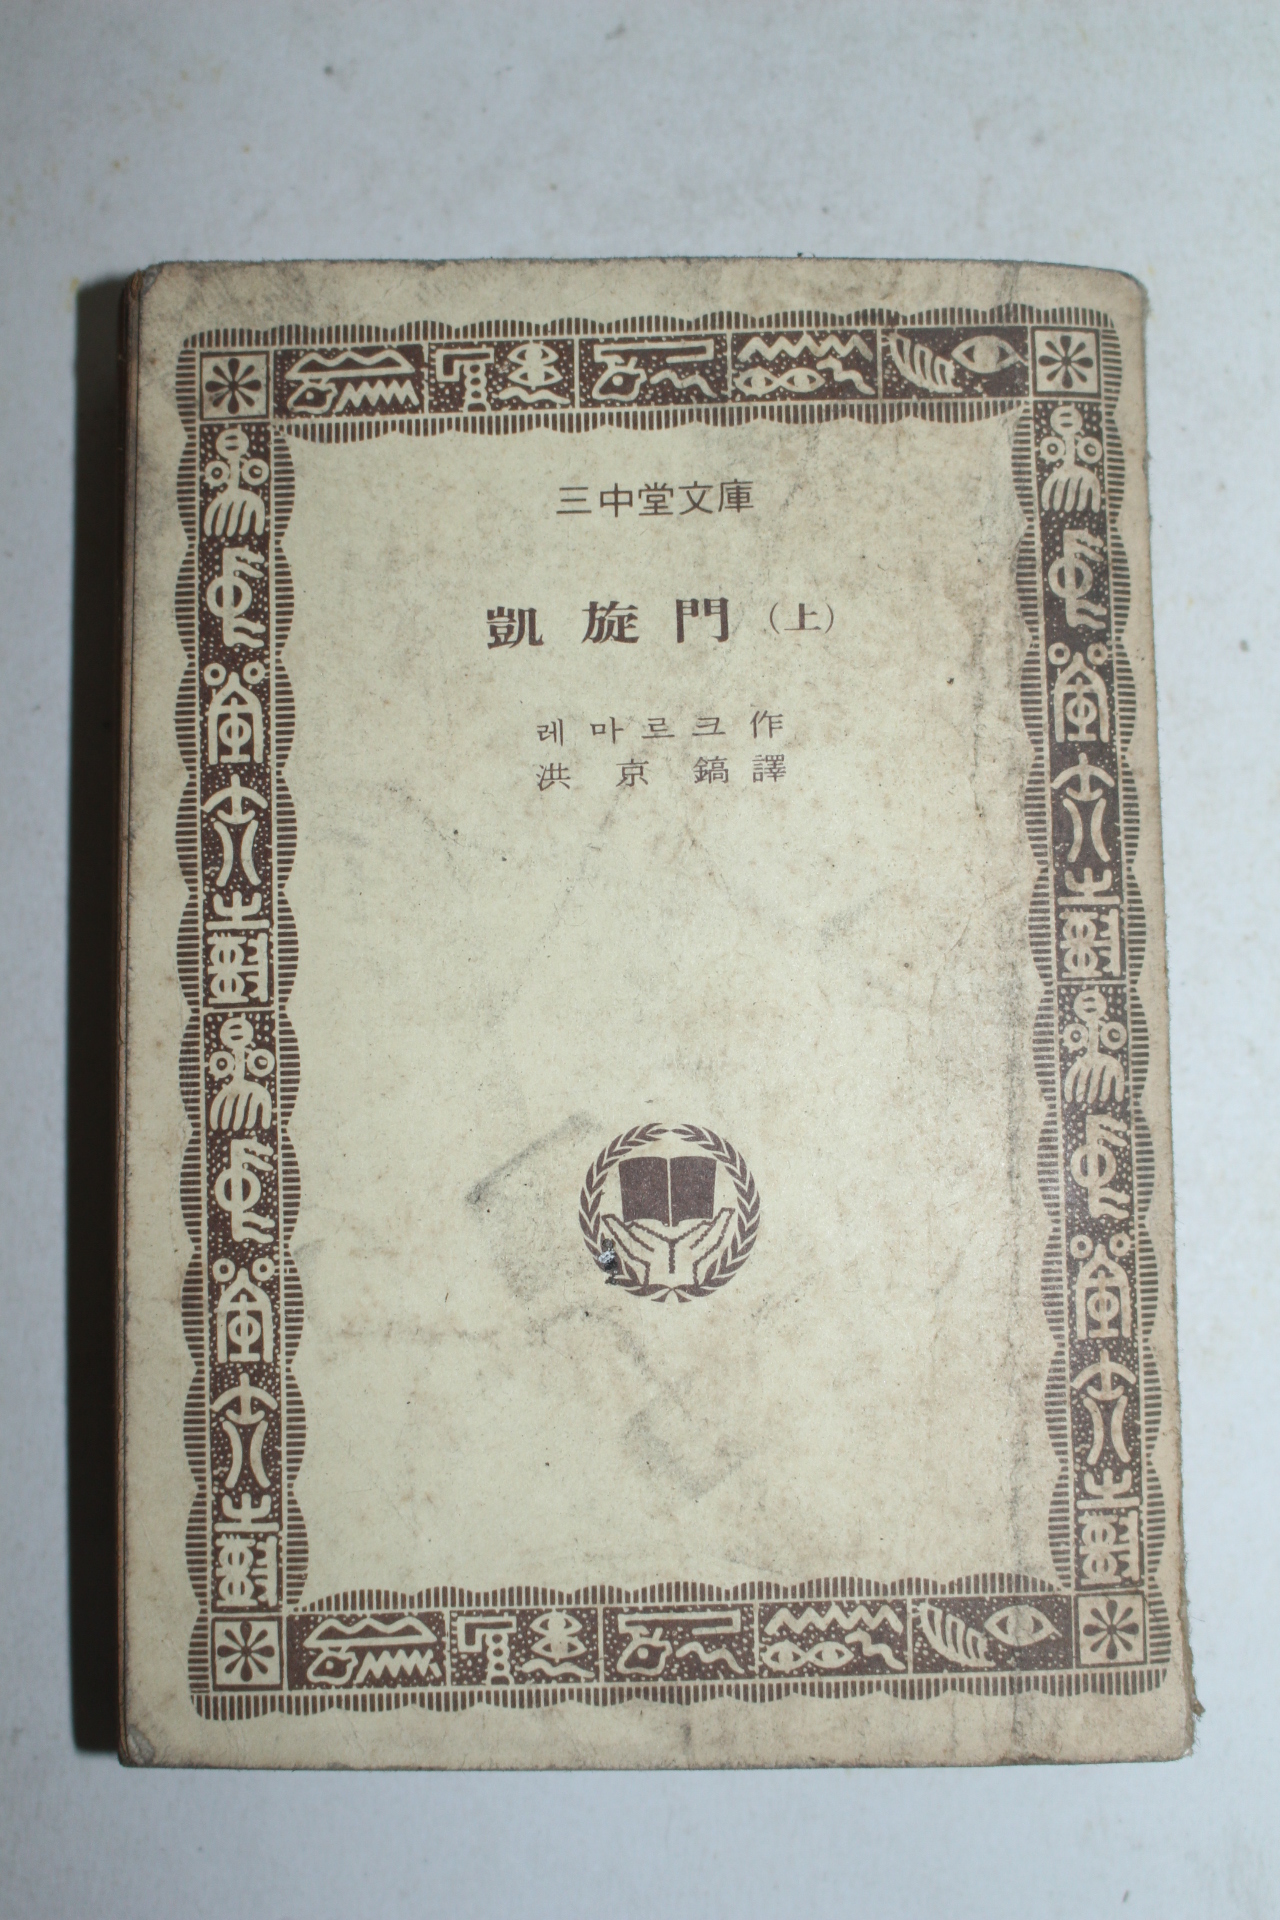 三中堂文庫
凱旋門 (上)
레마르크 作
洪京鎬 譯